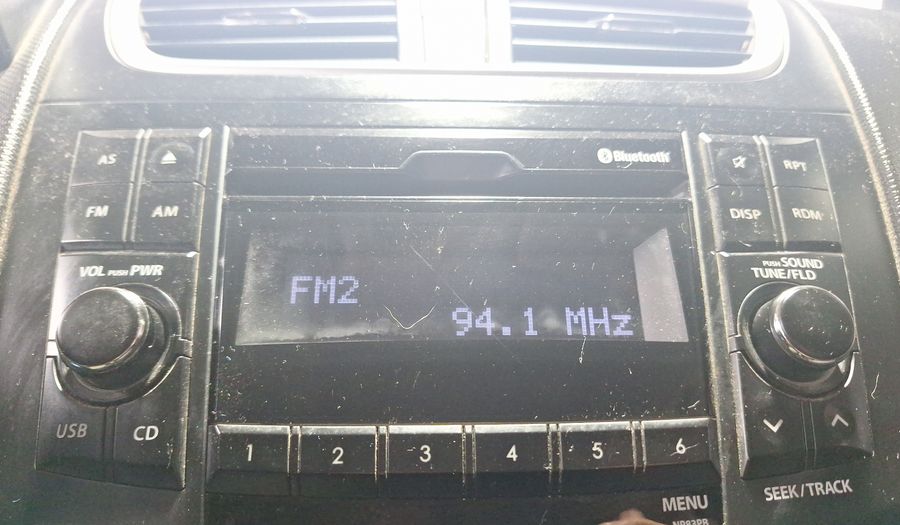 AS
Bluetooth
RPT
FM AM
DISP RDM
VOL PUSH PWR
PUSH SOUND
TUNE/FLD
FM2
94.1 MHz
USB CD
1 2 3 4 5 6
MENU
SEEK/TRACK